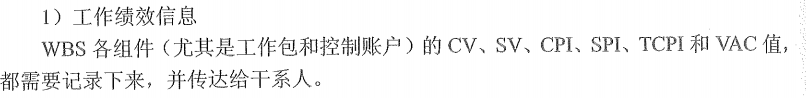 1）工作绩效信息
WBS 各组件（尤其是工作包和控制账户）的 CV、SV、CPI、SPI、TCPI 和 VAC 值，
都需要记录下来，并传达给干系人。